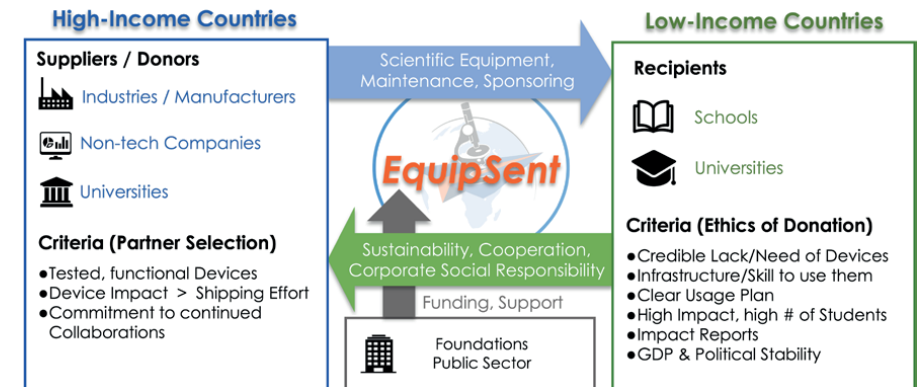 High-Income Countries
Suppliers / Donors
Industries / Manufacturers
Non-tech Companies
Universities
Criteria (Partner Selection)
●Tested, functional Devices
●Device Impact > Shipping Effort
●Commitment to continued
Collaborations
Scientific Equipment,
Maintenance, Sponsoring
EquipSent
Sustainability, Cooperation,
Corporate Social Responsibility
Funding, Support
Foundations
Public Sector
Low-Income Countries
Recipients
Schools
Universities
Criteria (Ethics of Donation)
●Credible Lack/Need of Devices
●Infrastructure/Skill to use them
●Clear Usage Plan
●High Impact, high # of Students
●Impact Reports
●GDP & Political Stability